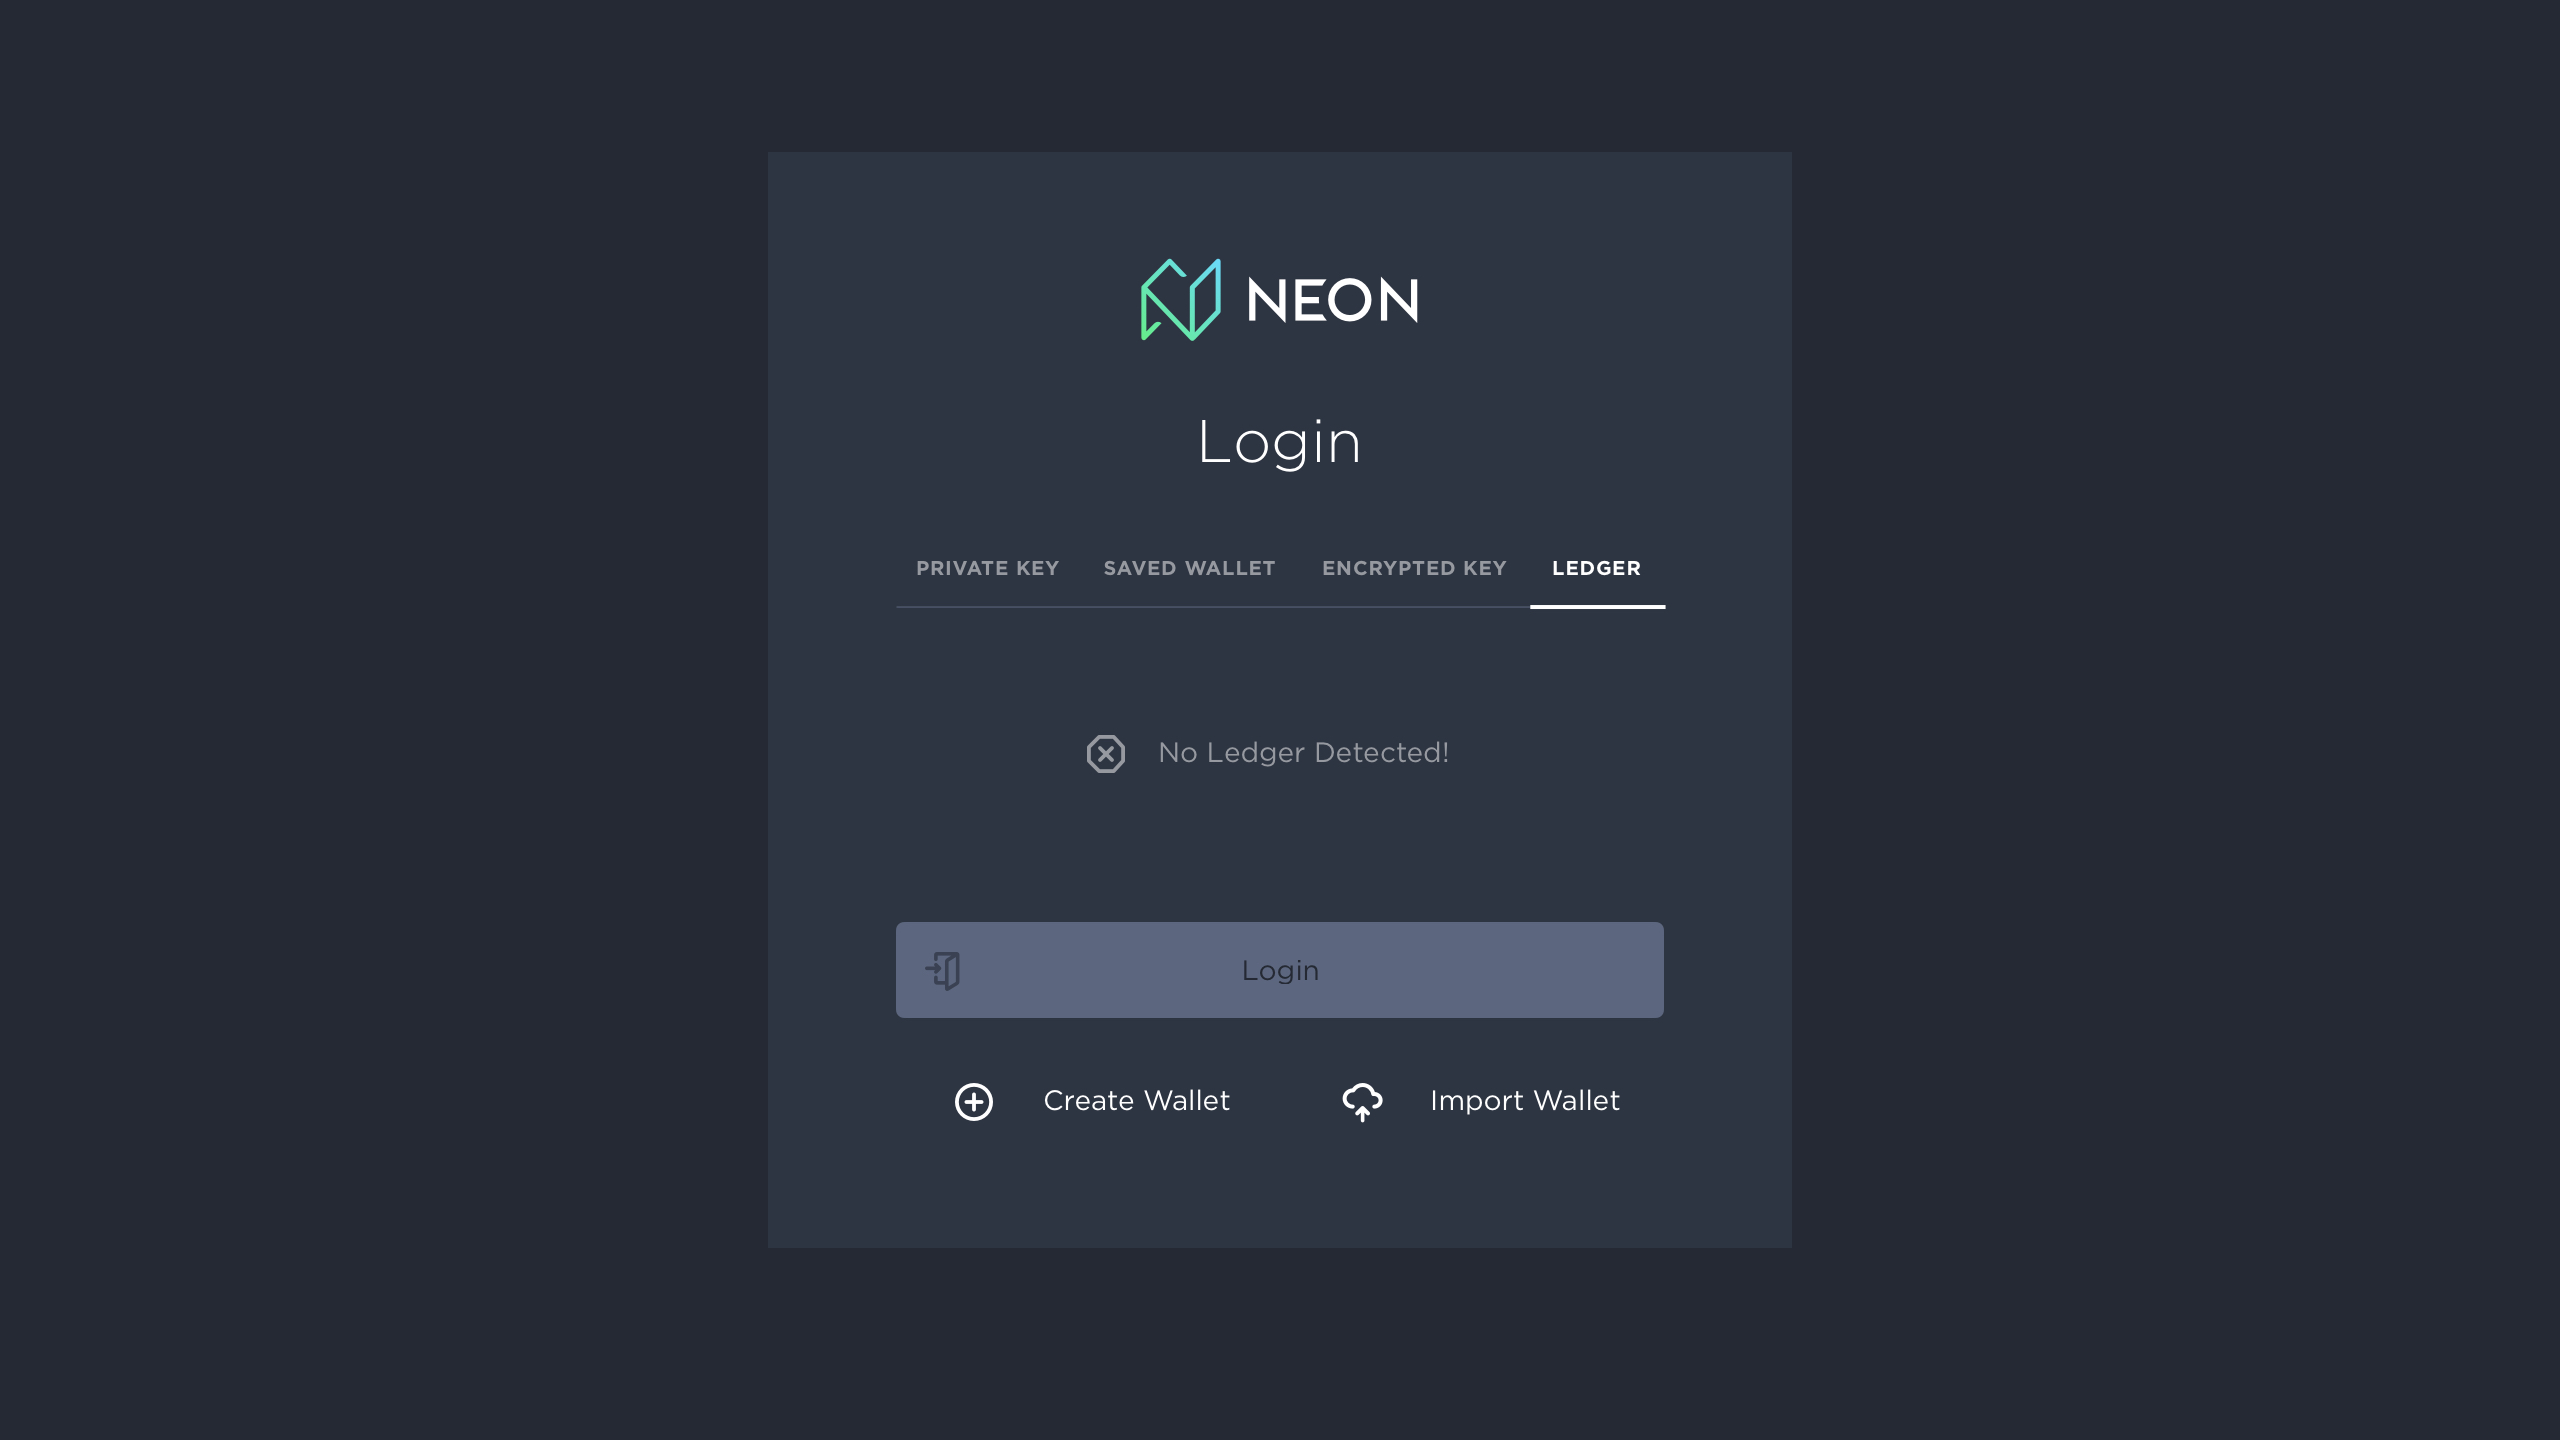 NEON
Login
PRIVATE KEY SAVED WALLET ENCRYPTED KEY LEDGER
No Ledger Detected!
Login
Create Wallet Import Wallet